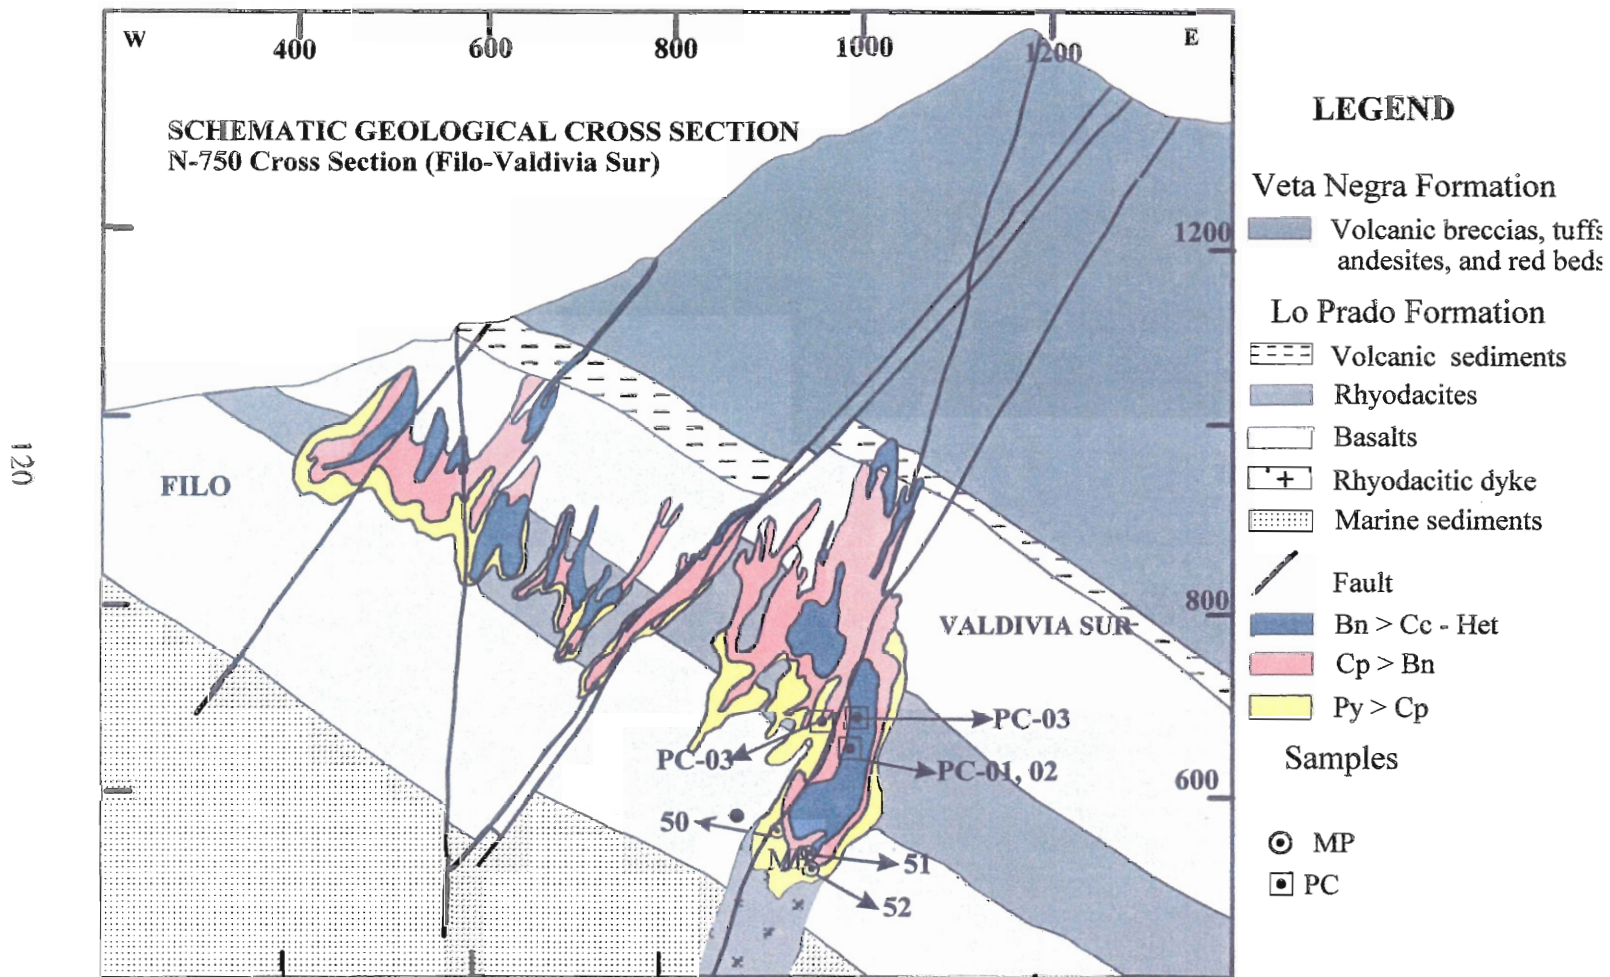 W
400
600
800
1000
1200
E
SCHEMATIC GEOLOGICAL CROSS SECTION
N-750 Cross Section (Filo-Valdivia Sur)
1200
800
600
FILO
VALDIVIA SUR
PC-03
PC-03
PC-01, 02
50
MP
51
52
120
LEGEND
Veta Negra Formation
Volcanic breccias, tuffs
andesites, and red beds
Lo Prado Formation
Volcanic sediments
Rhyodacites
Basalts
+
Rhyodacitic dyke
Marine sediments
Fault
Bn > Cc - Het
Cp > Bn
Py > Cp
Samples
MP
PC